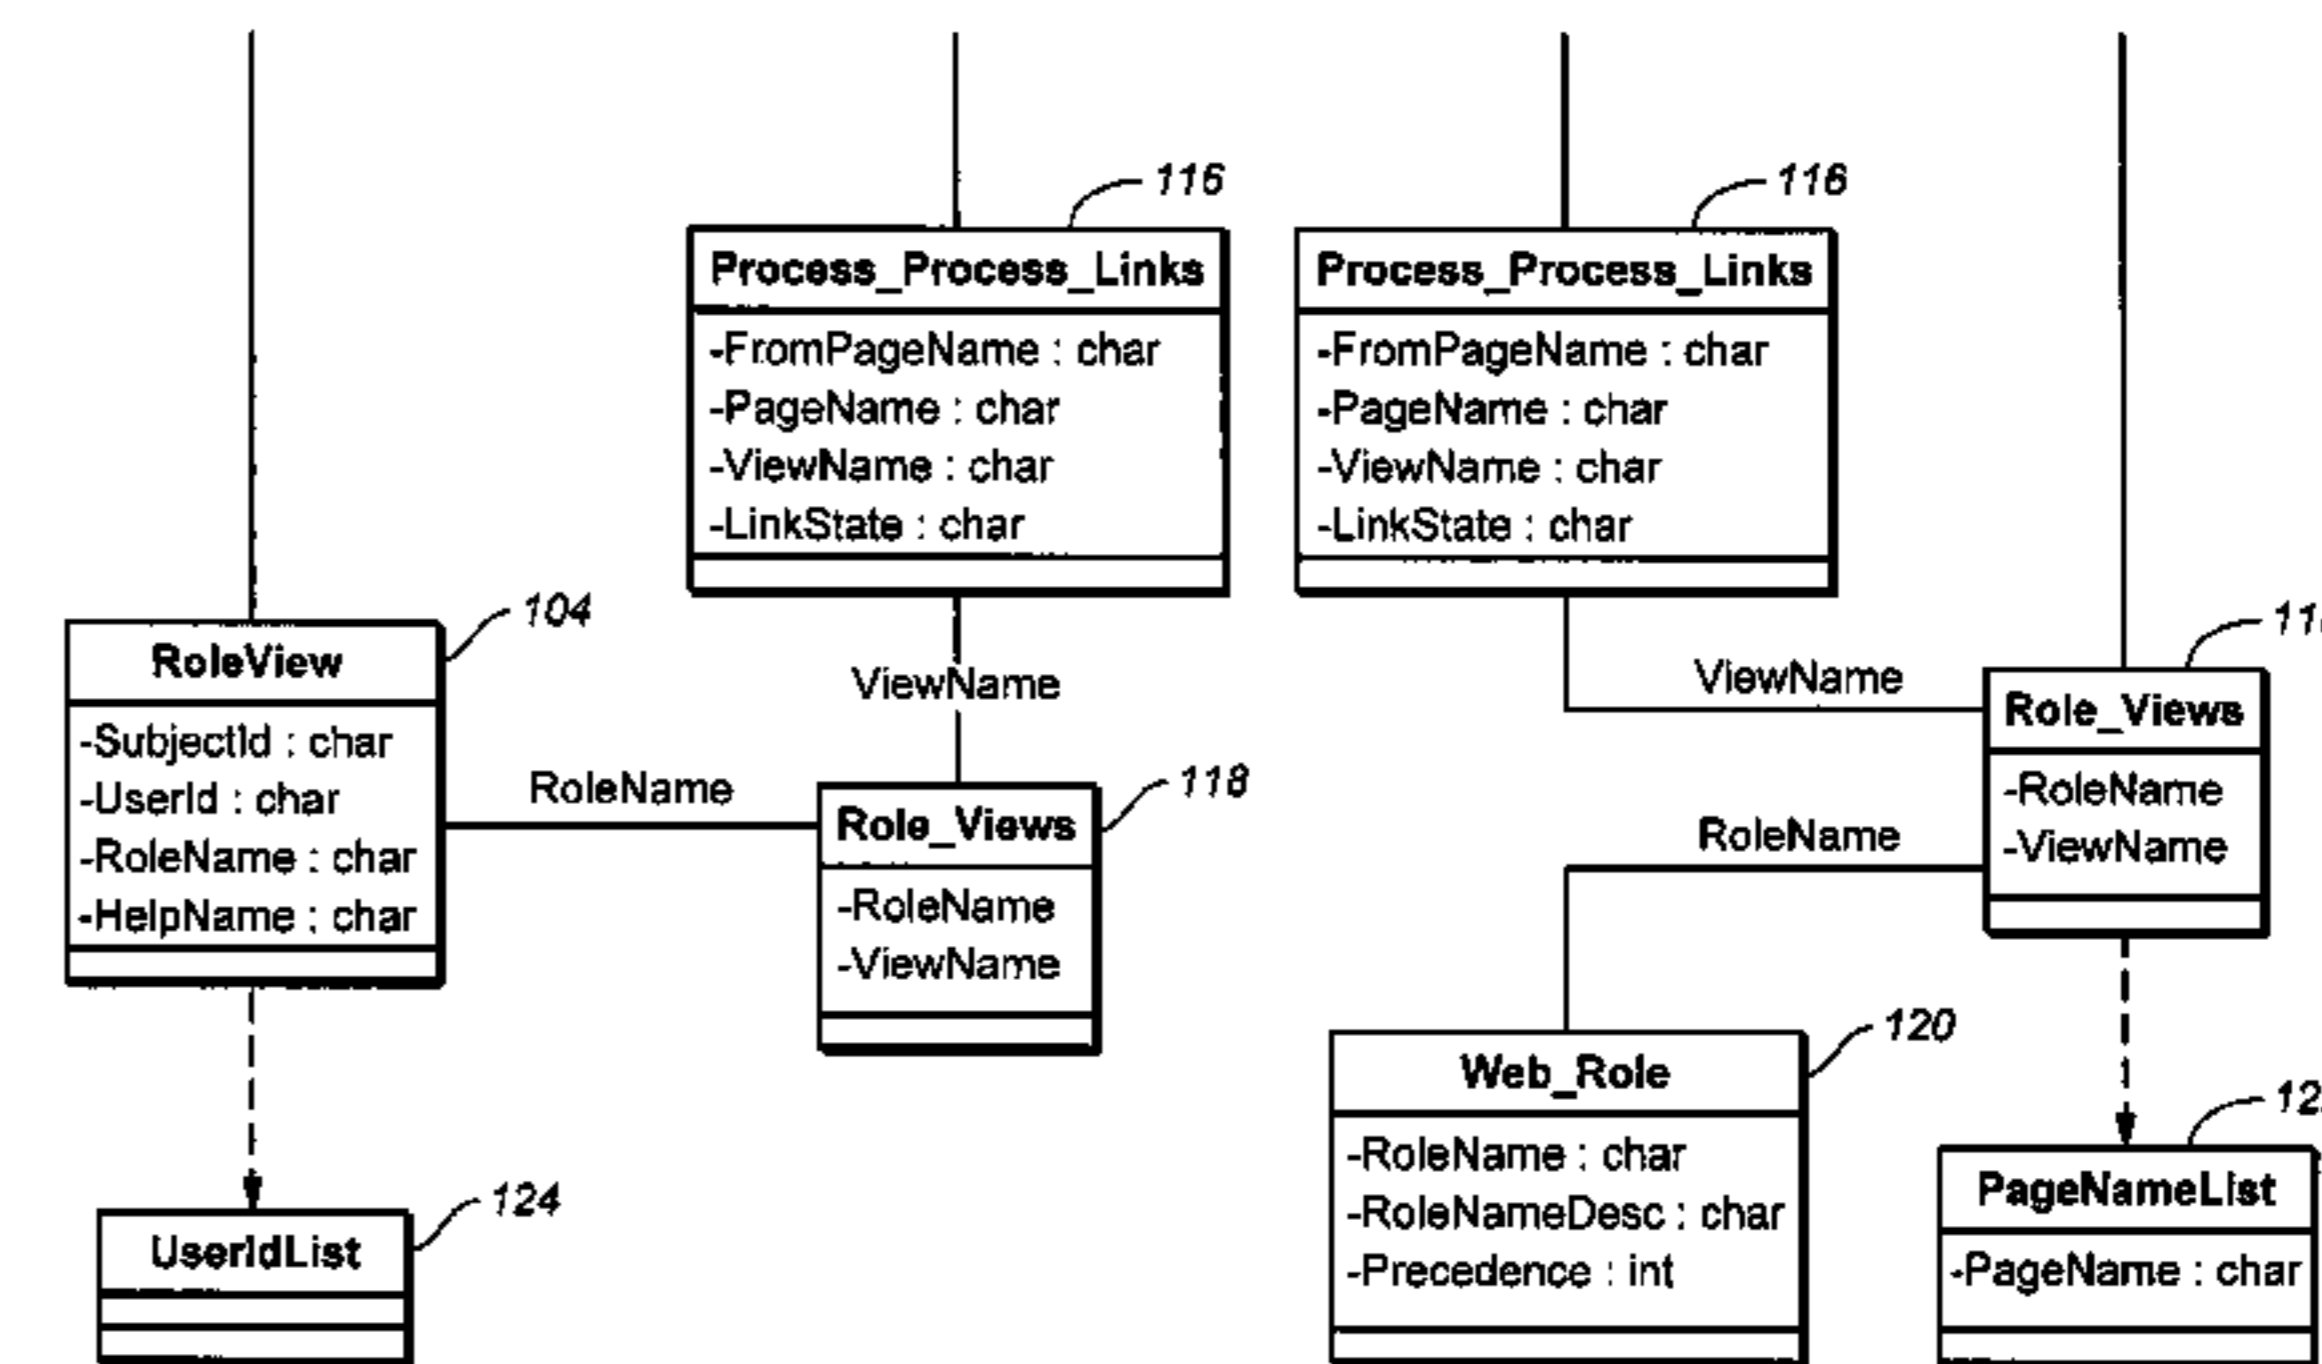 116
Process_Process_Links
-FromPageName : char
-PageName : char
-ViewName : char
-LinkState : char
116
Process_Process_Links
-FromPageName : char
-PageName : char
-ViewName : char
-LinkState : char
104
RoleView
-SubjectId : char
-UserId : char
-RoleName : char
-HelpName : char
ViewName
RoleName
118
Role_Views
-RoleName
-ViewName
ViewName
RoleName
Role_Views
-RoleName
-ViewName
124
UserIdList
120
Web_Role
-RoleName : char
-RoleNameDesc : char
-Precedence : int
PageNameList
-PageName : char